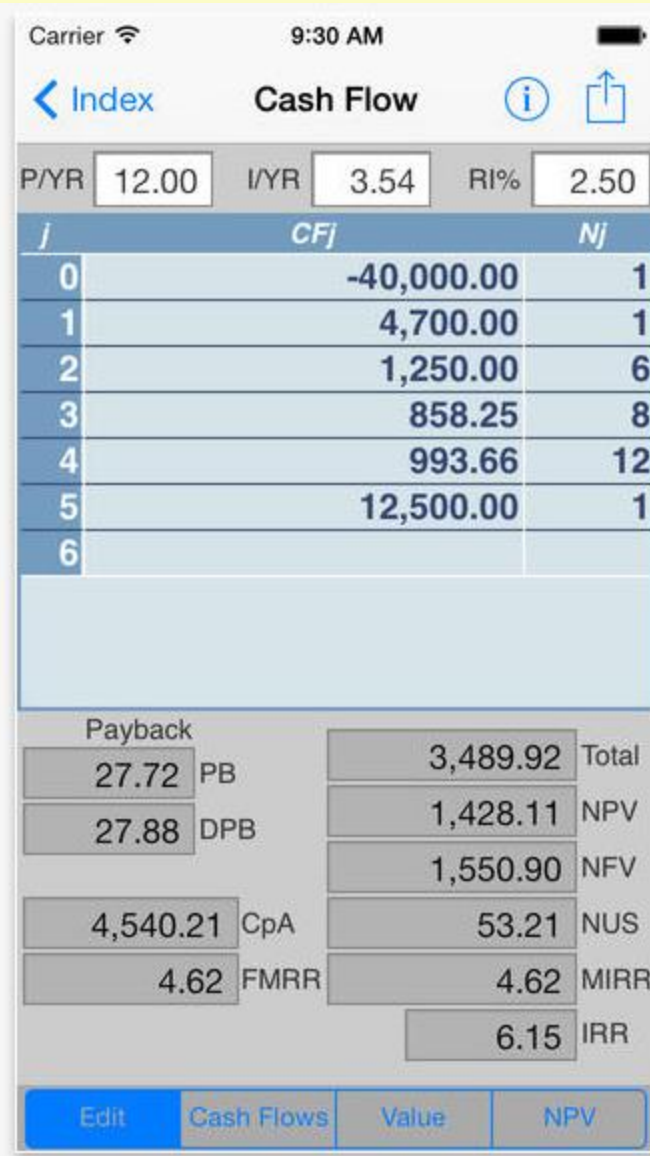 Carrier 9:30 AM
Index Cash Flow i
P/YR 12.00 I/YR 3.54 RI% 2.50
j CFj Nj
0 -40,000.00 1
1 4,700.00 1
2 1,250.00 6
3 858.25 8
4 993.66 12
5 12,500.00 1
6
Payback
27.72 PB 3,489.92 Total
27.88 DPB 1,428.11 NPV
1,550.90 NFV
4,540.21 CpA 53.21 NUS
4.62 FMRR 4.62 MIRR
6.15 IRR
Edit Cash Flows Value NPV